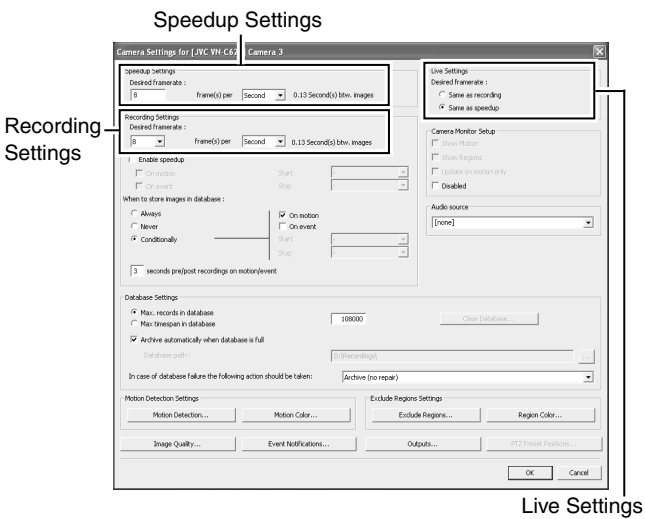 Speedup Settings
Camera Settings for [JVC VN-C62 Camera 3
Speedup Settings
Desired framerate :
8 frame(s) per Second 0.13 Second(s) btw. images
Live Settings
Desired framerate :
Same as recording
Same as speedup
Recording Settings
Recording Settings
Desired framerate :
8 frame(s) per Second 0.13 Second(s) btw. images
Enable speedup
On motion Start
On event Stop
Camera Monitor Setup
Show Motion
Show Regions
Update on motion only
Disabled
When to store images in database :
Always
Never
Conditionally
On motion
On event
Start
Stop
Audio source
[none]
3 seconds pre/post recordings on motion/event
Database Settings
Max. records in database
Max timespan in database
108000
Clear Database...
Archive automatically when database is full
Database path : D:\Recordings\ ...
In case of database failure the following action should be taken: Archive (no repair)
Motion Detection Settings
Motion Detection... Motion Color...
Exclude Regions Settings
Exclude Regions... Region Color...
Image Quality... Event Notifications... Outputs... PTZ Preset Positions...
OK Cancel
Live Settings